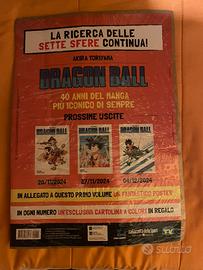 LA RICERCA DELLE
SETTE SFERE CONTINUA!
AKIRA TORIYAMA
DRAGON BALL
40 ANNI DEL MANGA
PIÙ ICONICO DI SEMPRE
PROSSIME USCITE
DRAGON BALL
DRAGON BALL
DRAGON BALL
20/11/2024
27/11/2024
04/12/2024
IN ALLEGATO A QUESTO PRIMO VOLUME UN FANTASTICO POSTER
IN OGNI NUMERO UN'ESCLUSIVA CARTOLINA A COLORI IN REGALO
subito